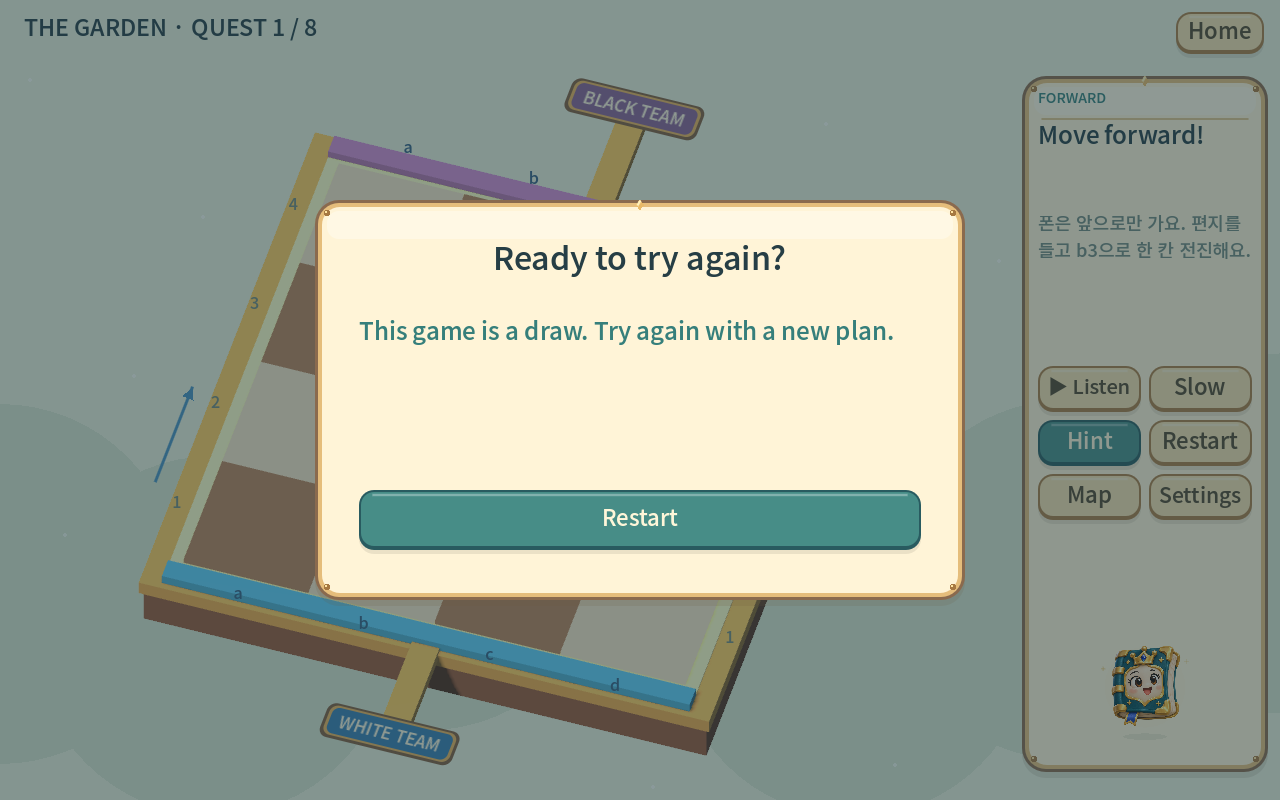 THE GARDEN · QUEST 1 / 8
Home
BLACK TEAM
a
b
4
3
2
1
a
b
c
d
1
WHITE TEAM
Ready to try again?
This game is a draw. Try again with a new plan.
Restart
FORWARD
Move forward!
폰은 앞으로만 가요. 편지를
들고 b3으로 한 칸 전진해요.
▶ Listen
Slow
Hint
Restart
Map
Settings